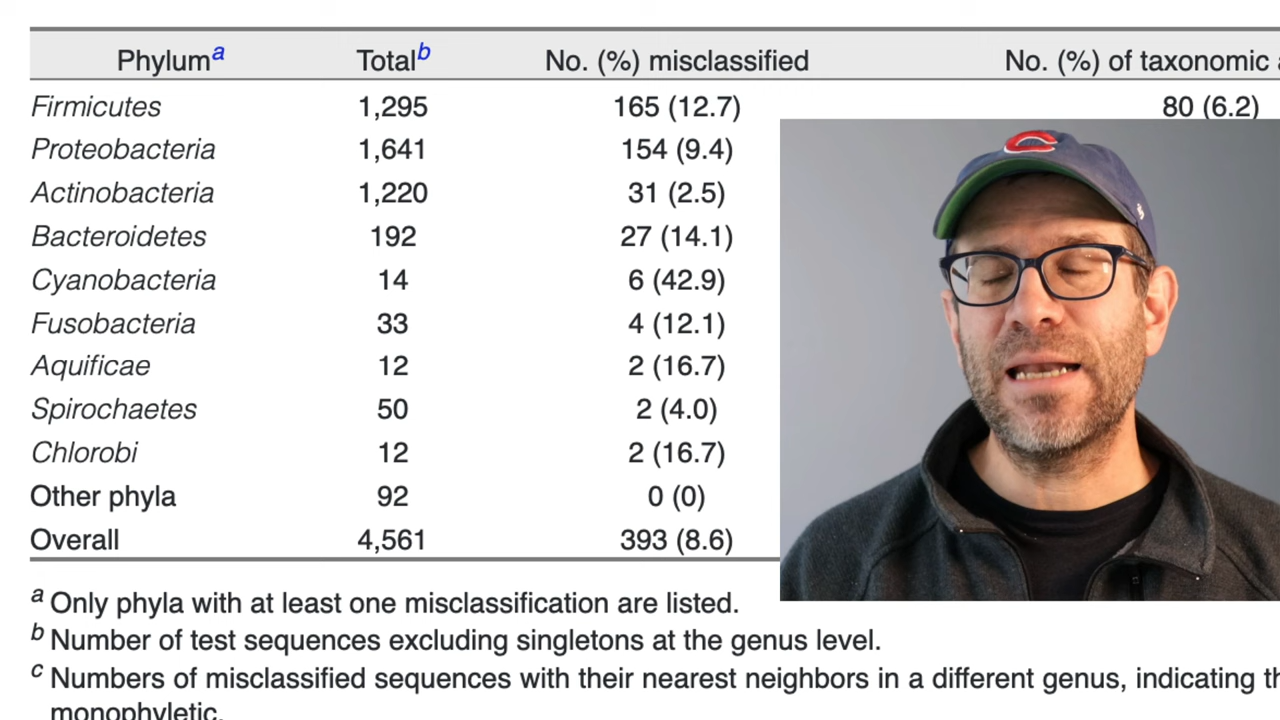 Phylumᵃ Totalᵇ No. (%) misclassified No. (%) of taxonomic
Firmicutes 1,295 165 (12.7) 80 (6.2)
Proteobacteria 1,641 154 (9.4)
Actinobacteria 1,220 31 (2.5)
Bacteroidetes 192 27 (14.1)
Cyanobacteria 14 6 (42.9)
Fusobacteria 33 4 (12.1)
Aquificae 12 2 (16.7)
Spirochaetes 50 2 (4.0)
Chlorobi 12 2 (16.7)
Other phyla 92 0 (0)
Overall 4,561 393 (8.6)
ᵃ Only phyla with at least one misclassification are listed.
ᵇ Number of test sequences excluding singletons at the genus level.
ᶜ Numbers of misclassified sequences with their nearest neighbors in a different genus, indicating
monophyletic.
C